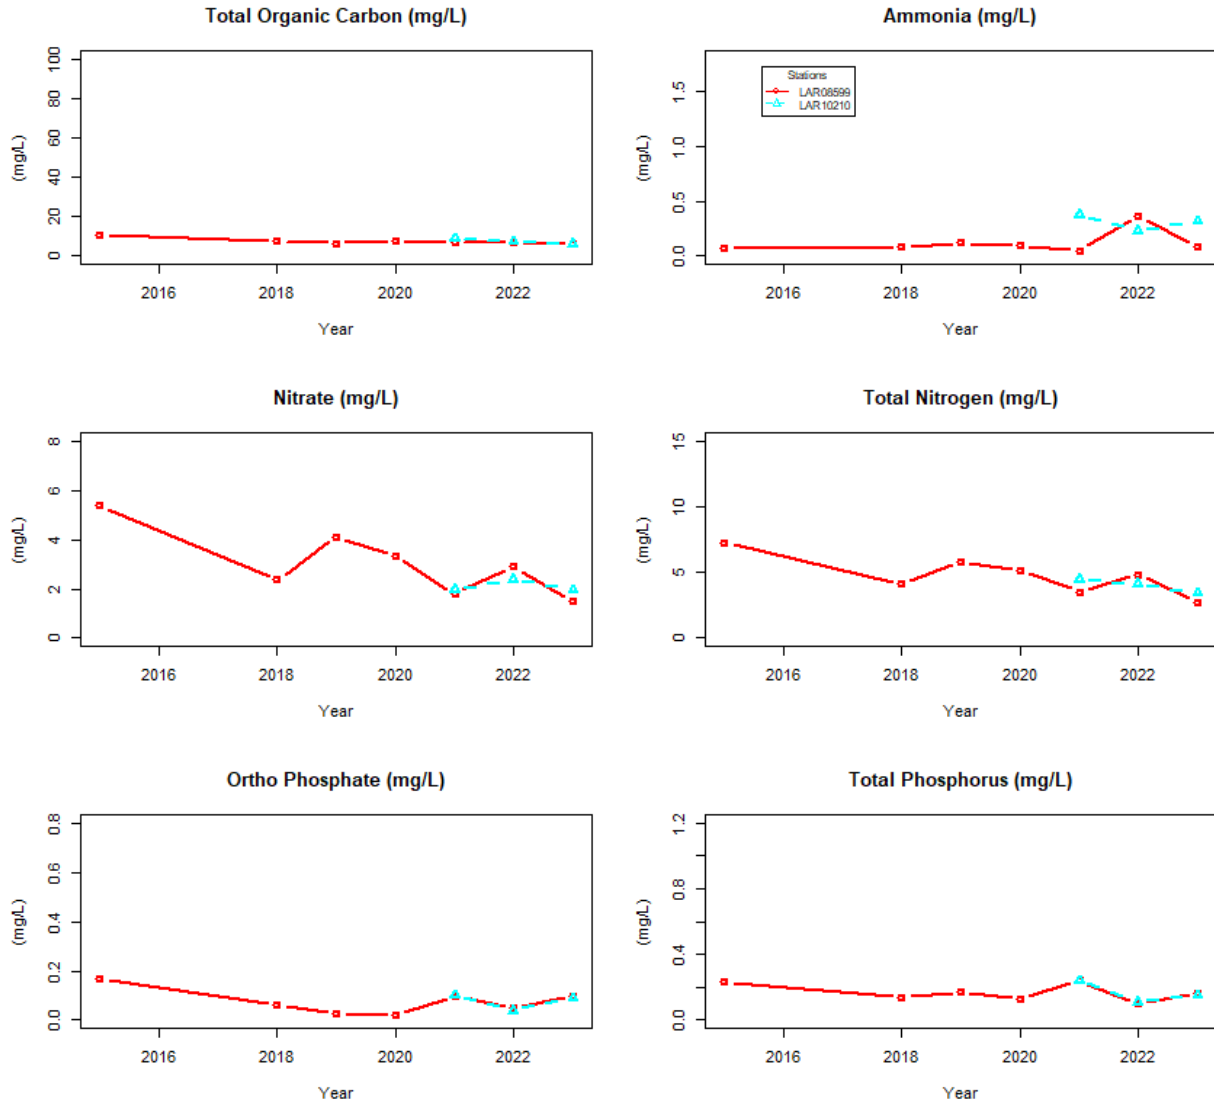 Total Organic Carbon (mg/L)
(mg/L)
100
80
60
40
20
0
2016 2018 2020 2022
Year
Ammonia (mg/L)
Stations
LAR08599
LAR10210
(mg/L)
1.5
1.0
0.5
0.0
2016 2018 2020 2022
Year
Nitrate (mg/L)
(mg/L)
8
6
4
2
0
2016 2018 2020 2022
Year
Total Nitrogen (mg/L)
(mg/L)
15
10
5
0
2016 2018 2020 2022
Year
Ortho Phosphate (mg/L)
(mg/L)
0.8
0.6
0.4
0.2
0.0
2016 2018 2020 2022
Year
Total Phosphorus (mg/L)
(mg/L)
1.2
0.8
0.4
0.0
2016 2018 2020 2022
Year